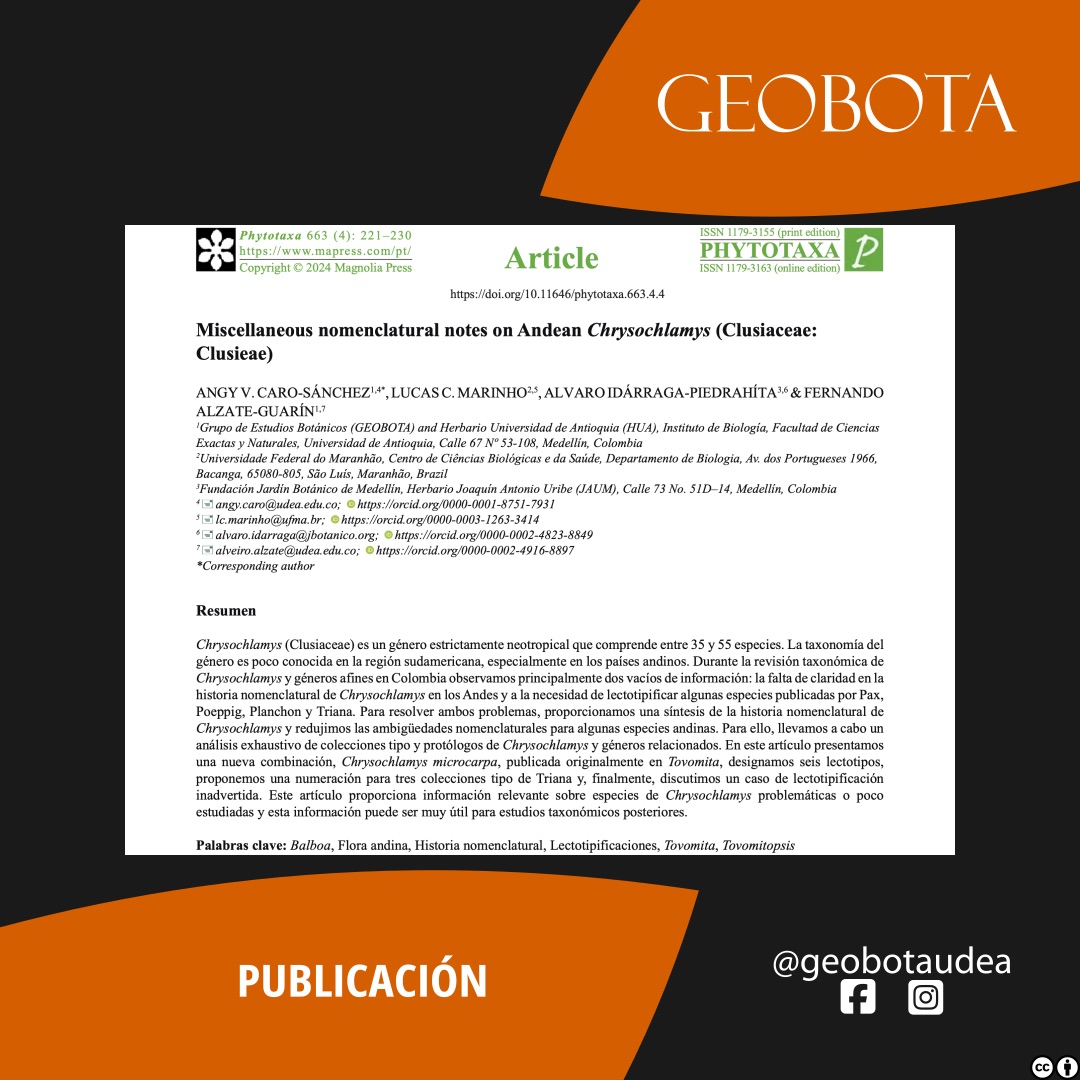 GEOBOTA
Phytotaxa 663 (4): 221–230
https://www.mapress.com/pt/
Copyright © 2024 Magnolia Press
Article
ISSN 1179-3155 (print edition)
PHYTOTAXA
ISSN 1179-3163 (online edition)
P
https://doi.org/10.11646/phytotaxa.663.4.4
Miscellaneous nomenclatural notes on Andean Chrysochlamys (Clusiaceae:
Clusieae)
ANGY V. CARO-SÁNCHEZ1,4*, LUCAS C. MARINHO2,5, ALVARO IDÁRRAGA-PIEDRAHÍTA3,6 & FERNANDO
ALZATE-GUARÍN1,7
1Grupo de Estudios Botánicos (GEOBOTA) and Herbario Universidad de Antioquia (HUA), Instituto de Biología, Facultad de Ciencias
Exactas y Naturales, Universidad de Antioquia, Calle 67 Nº 53-108, Medellín, Colombia
2Universidade Federal do Maranhão, Centro de Ciências Biológicas e da Saúde, Departamento de Biologia, Av. dos Portugueses 1966,
Bacanga, 65080-805, São Luís, Maranhão, Brazil
3Fundación Jardín Botánico de Medellín, Herbario Joaquín Antonio Uribe (JAUM), Calle 73 No. 51D–14, Medellín, Colombia
4 angy.caro@udea.edu.co; iD https://orcid.org/0000-0001-8751-7931
5 lc.marinho@ufma.br; iD https://orcid.org/0000-0003-1263-3414
6 alvaro.idarraga@jbotanico.org; iD https://orcid.org/0000-0002-4823-8849
7 alveiro.alzate@udea.edu.co; iD https://orcid.org/0000-0002-4916-8897
*Corresponding author
Resumen
Chrysochlamys (Clusiaceae) es un género estrictamente neotropical que comprende entre 35 y 55 especies. La taxonomía del
género es poco conocida en la región sudamericana, especialmente en los países andinos. Durante la revisión taxonómica de
Chrysochlamys y géneros afines en Colombia observamos principalmente dos vacíos de información: la falta de claridad en la
historia nomenclatural de Chrysochlamys en los Andes y a la necesidad de lectotipificar algunas especies publicadas por Pax,
Poeppig, Planchon y Triana. Para resolver ambos problemas, proporcionamos una síntesis de la historia nomenclatural de
Chrysochlamys y redujimos las ambigüedades nomenclaturales para algunas especies andinas. Para ello, llevamos a cabo un
análisis exhaustivo de colecciones tipo y protólogos de Chrysochlamys y géneros relacionados. En este artículo presentamos
una nueva combinación, Chrysochlamys microcarpa, publicada originalmente en Tovomita, designamos seis lectotipos,
proponemos una numeración para tres colecciones tipo de Triana y, finalmente, discutimos un caso de lectotipificación
inadvertida. Este artículo proporciona información relevante sobre especies de Chrysochlamys problemáticas o poco
estudiadas y esta información puede ser muy útil para estudios taxonómicos posteriores.
Palabras clave: Balboa, Flora andina, Historia nomenclatural, Lectotipificaciones, Tovomita, Tovomitopsis
PUBLICACIÓN
@geobotaudea
cc